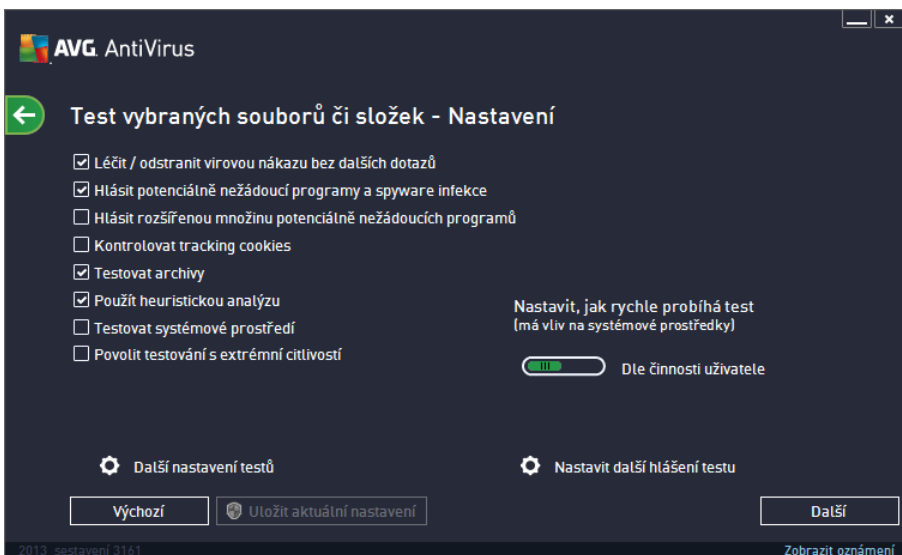 AVG. AntiVirus
Test vybraných souborů či složek - Nastavení
Léčit / odstranit virovou nákazu bez dalších dotazů
Hlásit potenciálně nežádoucí programy a spyware infekce
Hlásit rozšířenou množinu potenciálně nežádoucích programů
Kontrolovat tracking cookies
Testovat archivy
Použít heuristickou analýzu
Testovat systémové prostředí
Povolit testování s extrémní citlivostí
Nastavit, jak rychle probíhá test
(má vliv na systémové prostředky)
Dle činnosti uživatele
Další nastavení testů
Nastavit další hlášení testu
Výchozí
Uložit aktuální nastavení
Další
2013 sestavení 3161
Zobrazit oznámení